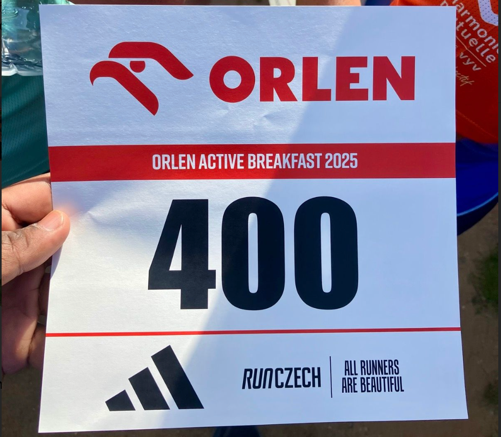 ORLEN
ORLEN ACTIVE BREAKFAST 2025
400
RUNCZECH
ALL RUNNERS
ARE BEAUTIFUL